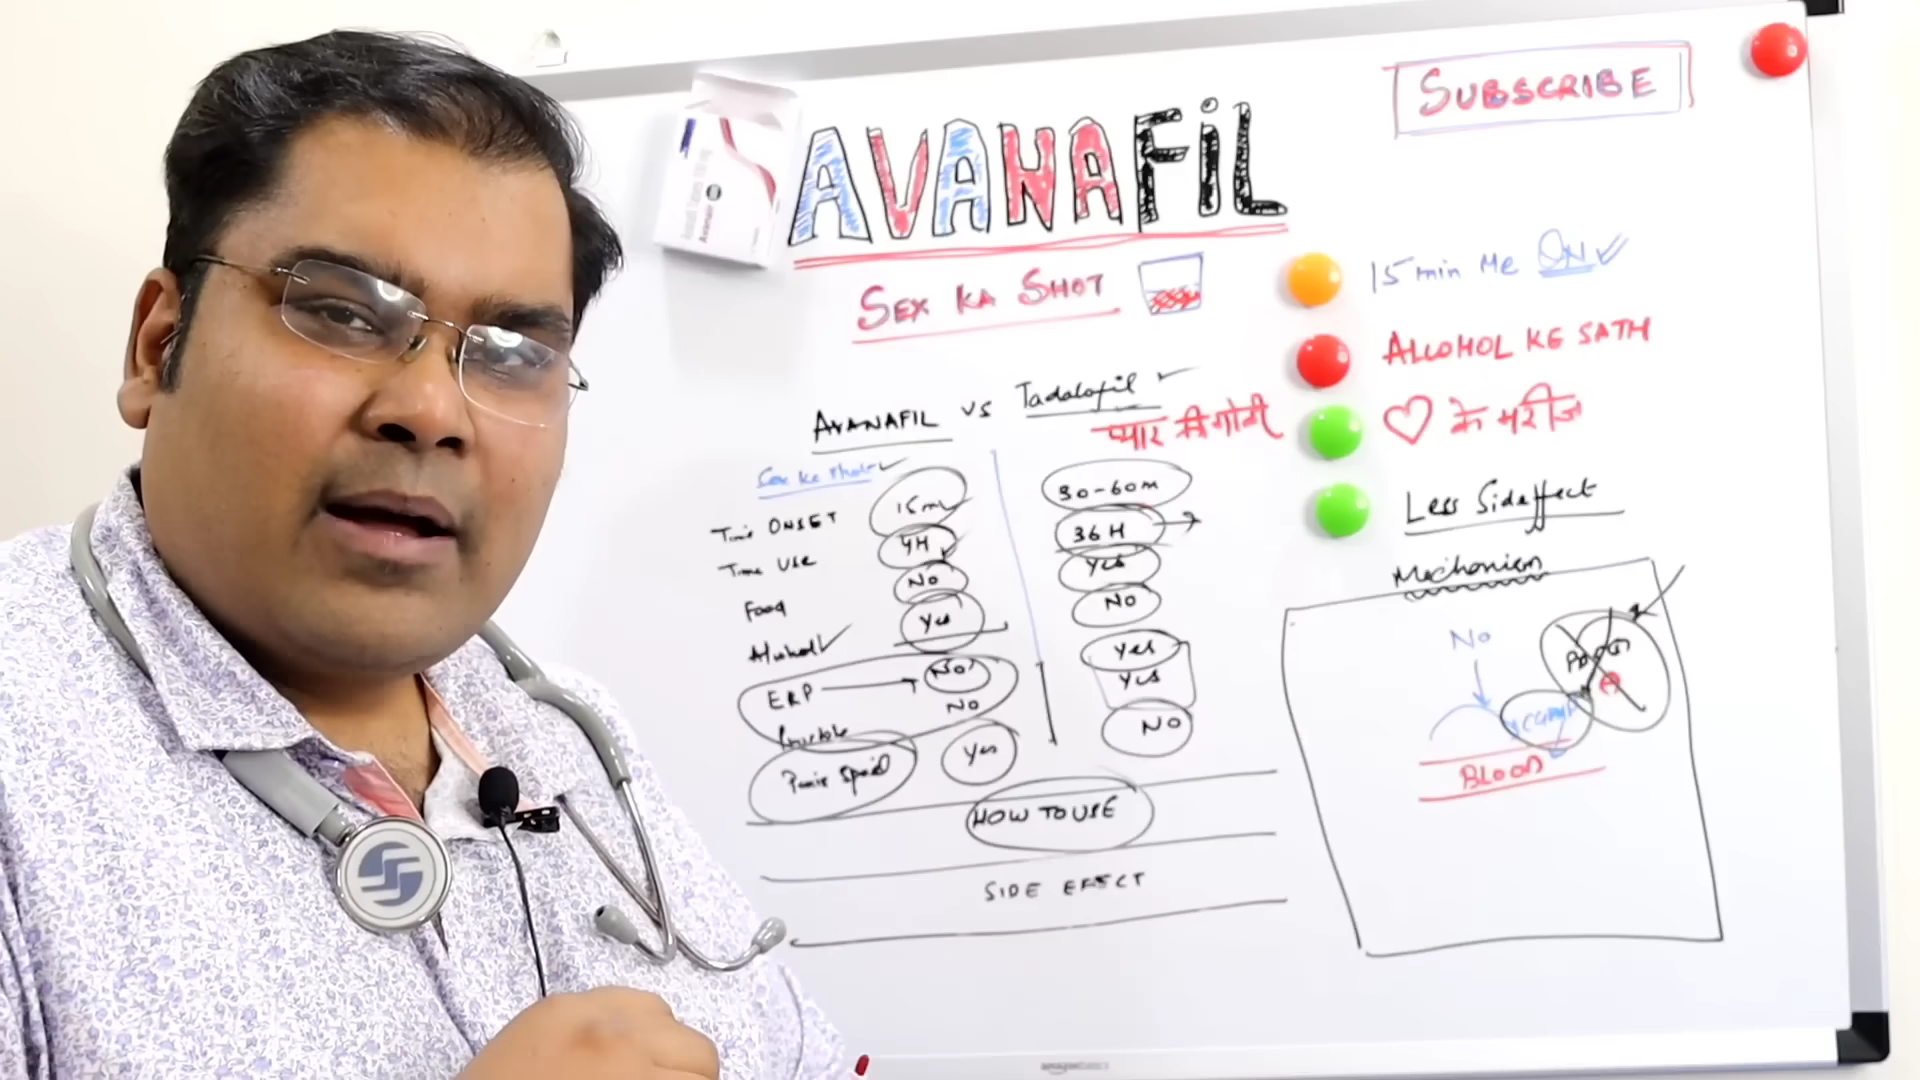 SUBSCRIBE
AVANAFIL
SEX KA SHOT
15 min Me ON
ALCOHOL KE SATH
के मरीज
Less Sideffect
AVANAFIL vs Tadalafil
प्यार की गोली
Time ONSET 15m 30-60m
Time USE 4H 36H
Food No Yes
Alcohol Yes No
ERP No Yes
No Yes
Yes No
HOW TO USE
SIDE EFFECT
Mechanism
No
BLOOD